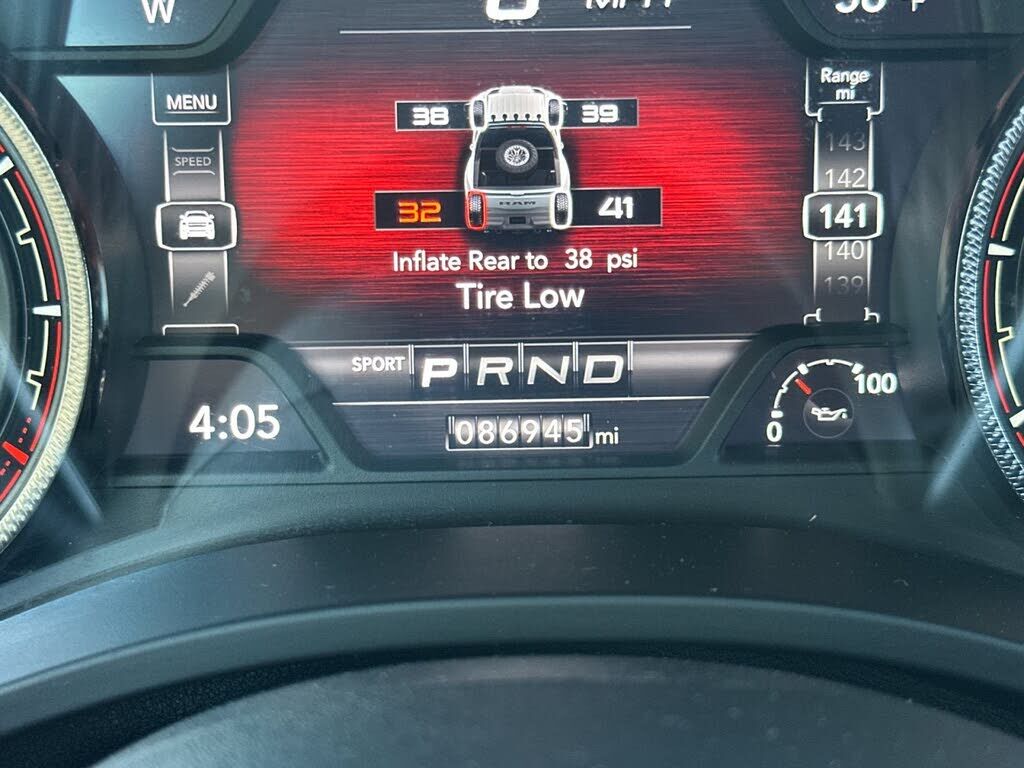 W
MENU
SPEED
38 39
32 41
RAM
Inflate Rear to 38 psi
Tire Low
Range
mi
143
142
141
140
139
SPORT P R N D
4:05
086945 mi
0 100